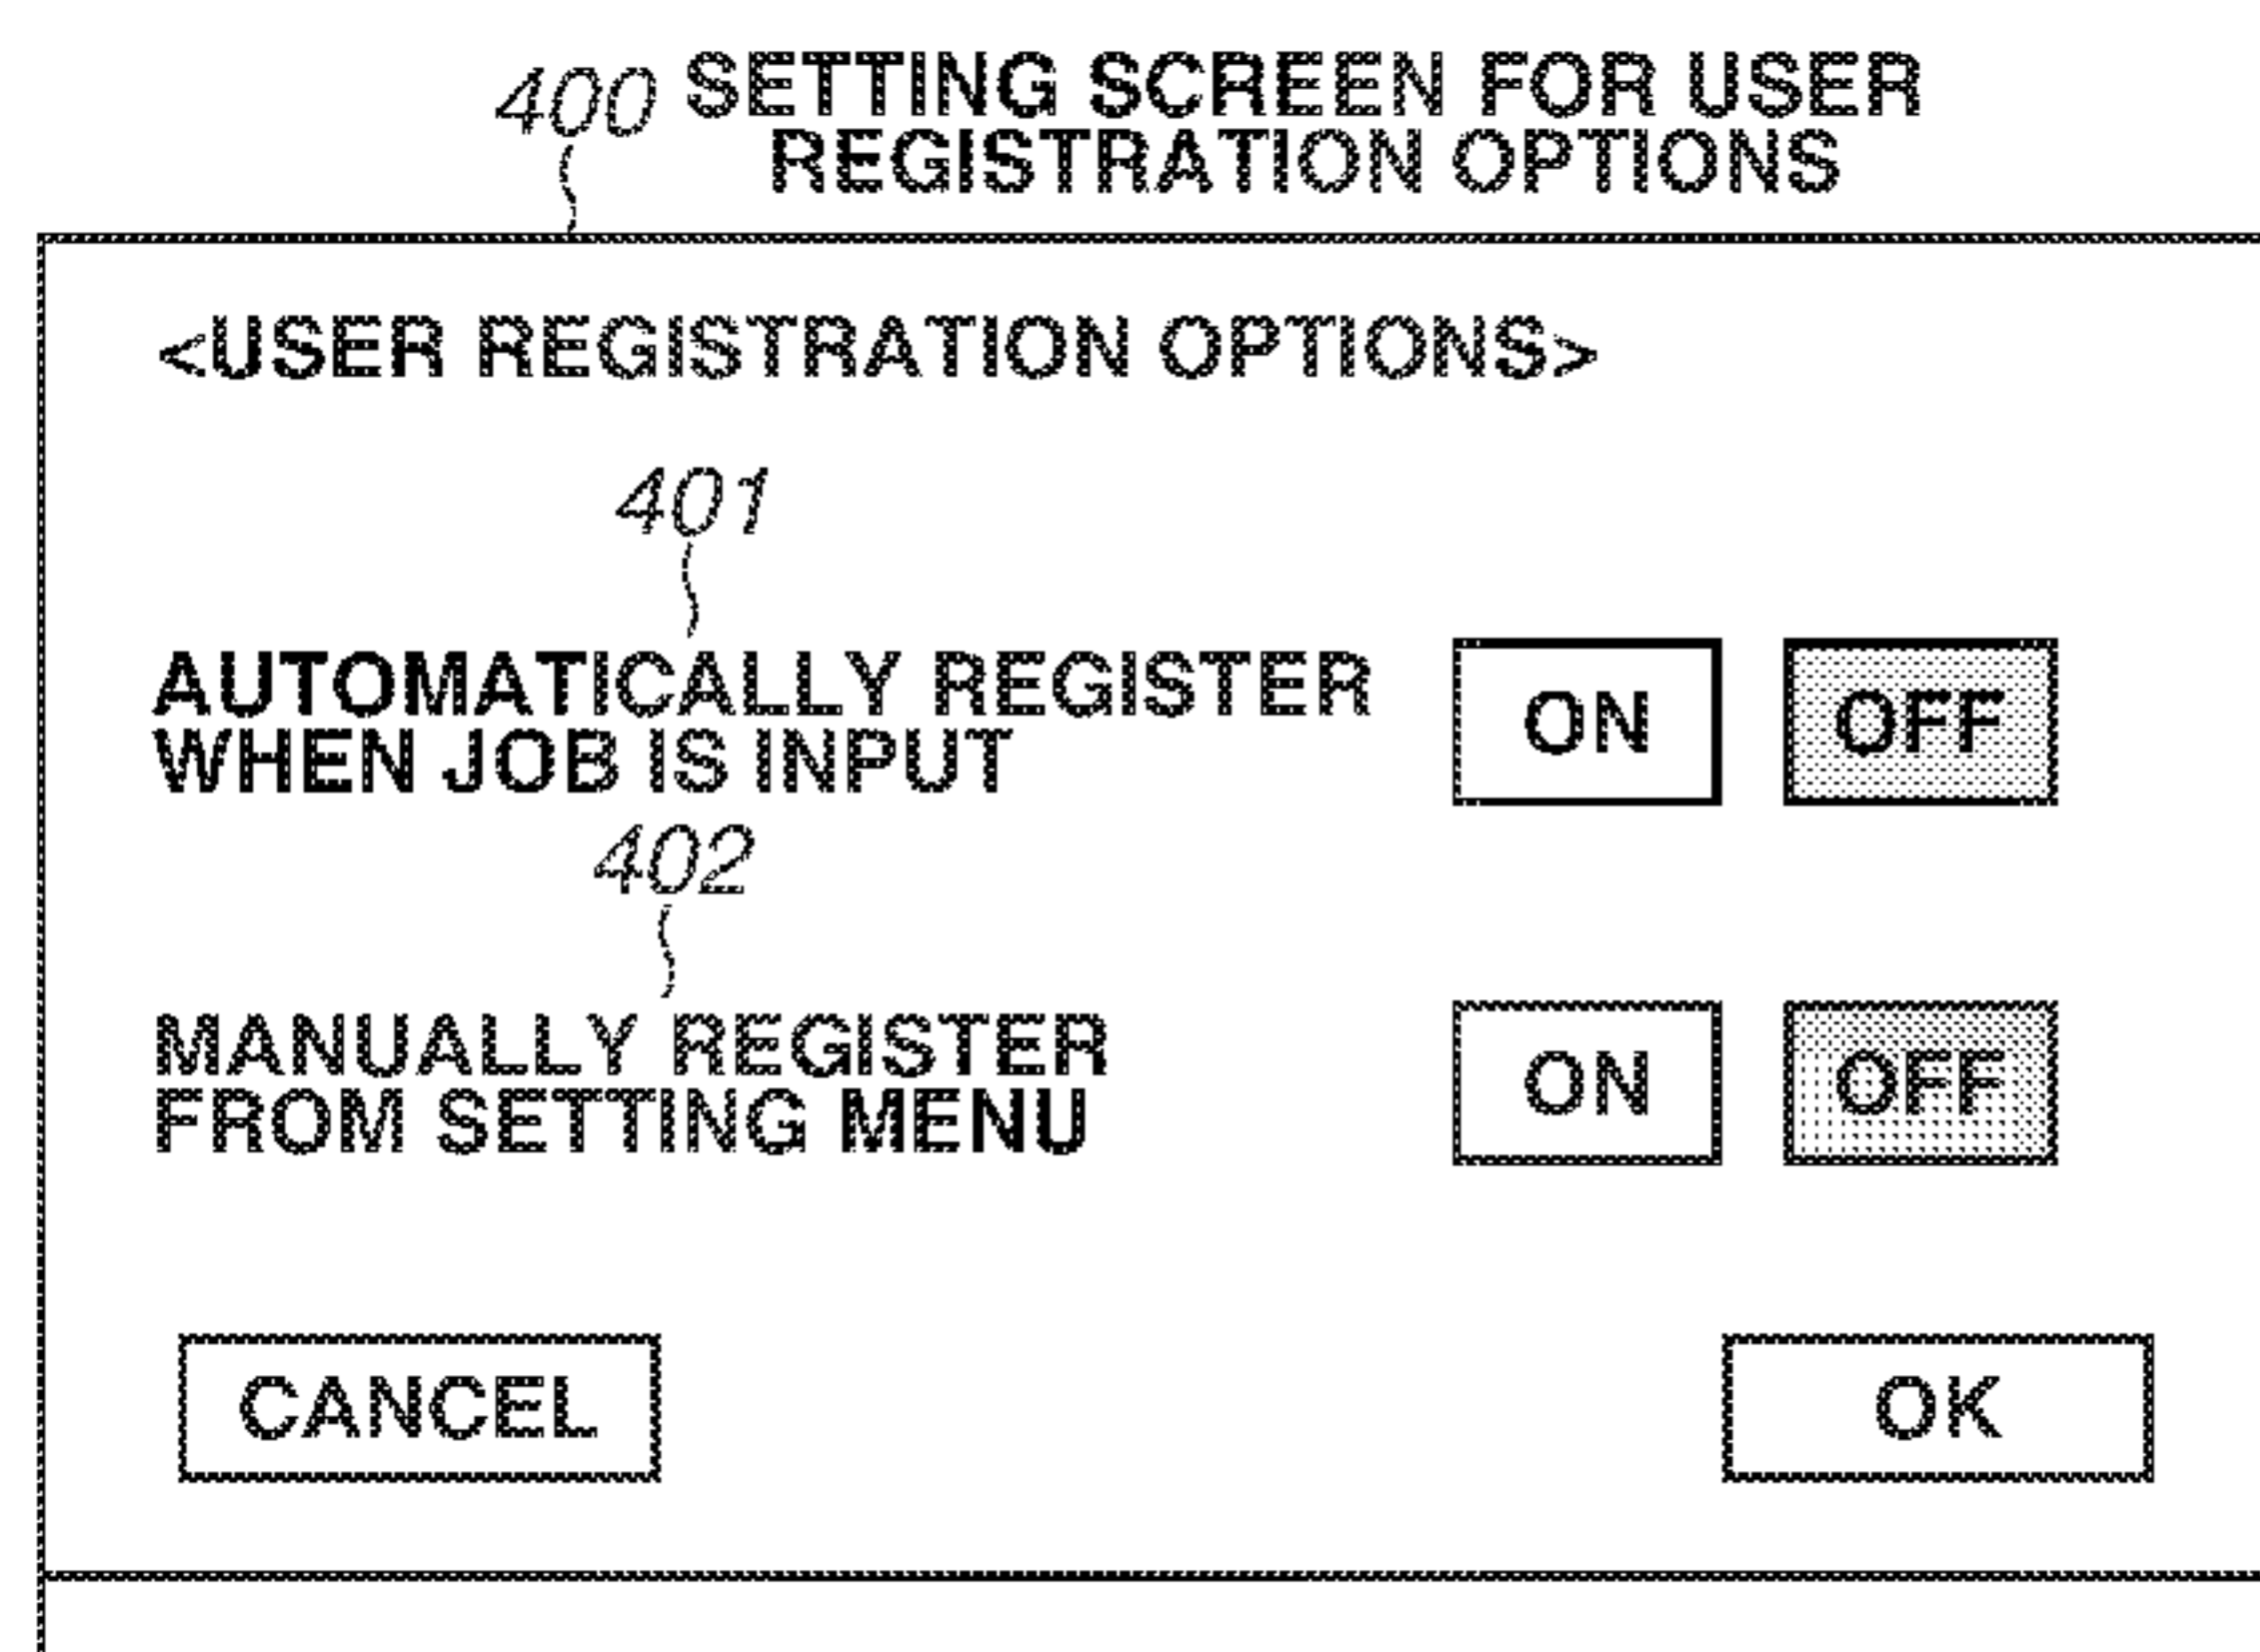 400 SETTING SCREEN FOR USER
REGISTRATION OPTIONS
<USER REGISTRATION OPTIONS>
401
AUTOMATICALLY REGISTER ON OFF
WHEN JOB IS INPUT
402
MANUALLY REGISTER ON OFF
FROM SETTING MENU
CANCEL OK